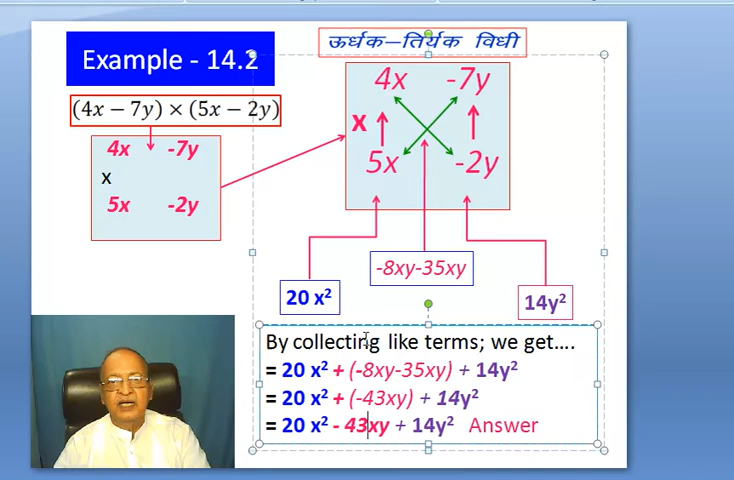 ऊर्धक–तिर्यक विधी
Example - 14.2
(4x − 7y) × (5x − 2y)
4x -7y
x
5x -2y
4x -7y
x
5x -2y
-8xy-35xy
20 x²
14y²
By collecting like terms; we get....
= 20 x² + (-8xy-35xy) + 14y²
= 20 x² + (-43xy) + 14y²
= 20 x² - 43xy + 14y² Answer